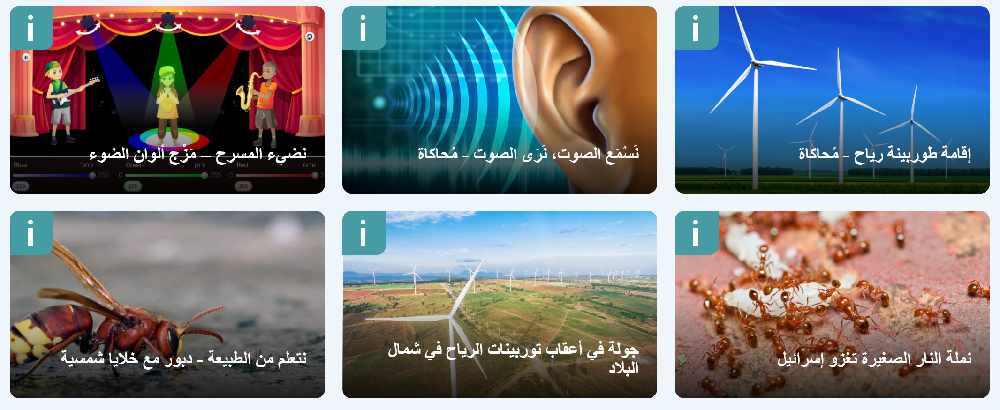 i
إقامة طوربينة رياح - مُحاكاة
i
نَسْمَع الصوت، نَرَى الصوت - مُحاكاة
i
نضيء المسرح – مَزْج ألوان الضوء
Blue כחול Green ירוק Red אדום
255 0 255 0
255 255 255
i
نملة النار الصغيرة تغزو إسرائيل
i
جولة في أعقاب توربينات الرياح في شمال
البلاد
i
نتعلم من الطبيعة - دبور مع خلايا شمسية